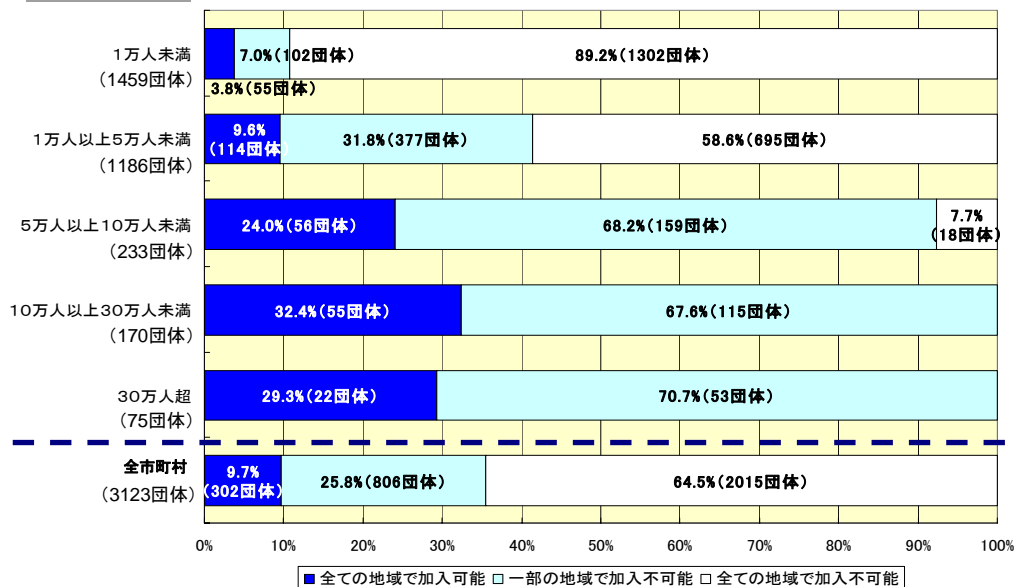 1万人未満
(1459団体)
7.0%(102団体)
89.2%(1302団体)
3.8%(55団体)
1万人以上5万人未満
(1186団体)
9.6%
(114団体)
31.8%(377団体)
58.6%(695団体)
5万人以上10万人未満
(233団体)
24.0%(56団体)
68.2%(159団体)
7.7%
(18団体)
10万人以上30万人未満
(170団体)
32.4%(55団体)
67.6%(115団体)
30万人超
(75団体)
29.3%(22団体)
70.7%(53団体)
全市町村
(3123団体)
9.7%
(302団体)
25.8%(806団体)
64.5%(2015団体)
0% 10% 20% 30% 40% 50% 60% 70% 80% 90% 100%
全ての地域で加入可能 一部の地域で加入不可能 全ての地域で加入不可能